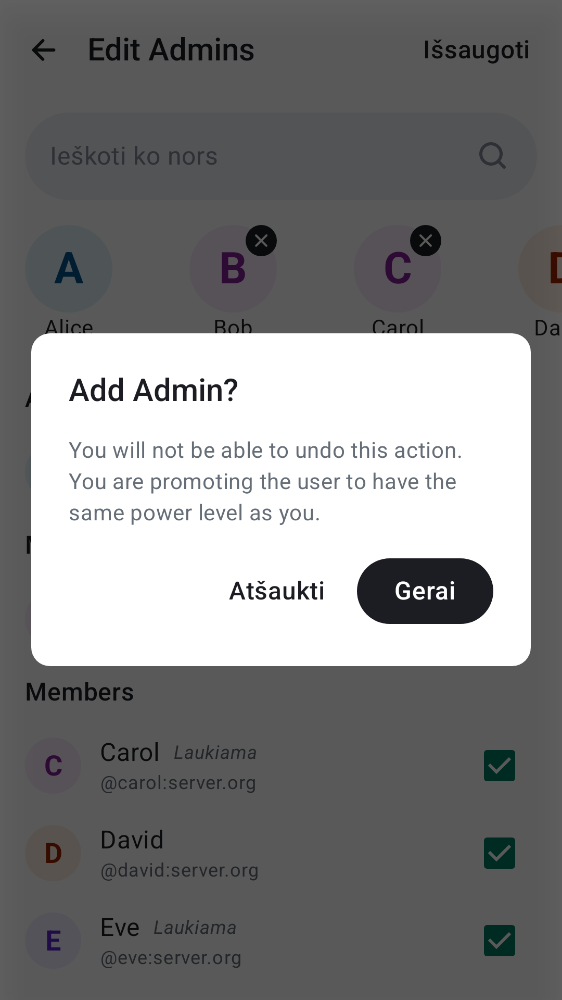 Edit Admins
Išsaugoti
Ieškoti ko nors
A
B
C
Alice
Bob
Carol
Da
Add Admin?
You will not be able to undo this action.
You are promoting the user to have the
same power level as you.
Atšaukti
Gerai
Members
C
Carol Laukiama
@carol:server.org
D
David
@david:server.org
E
Eve Laukiama
@eve:server.org